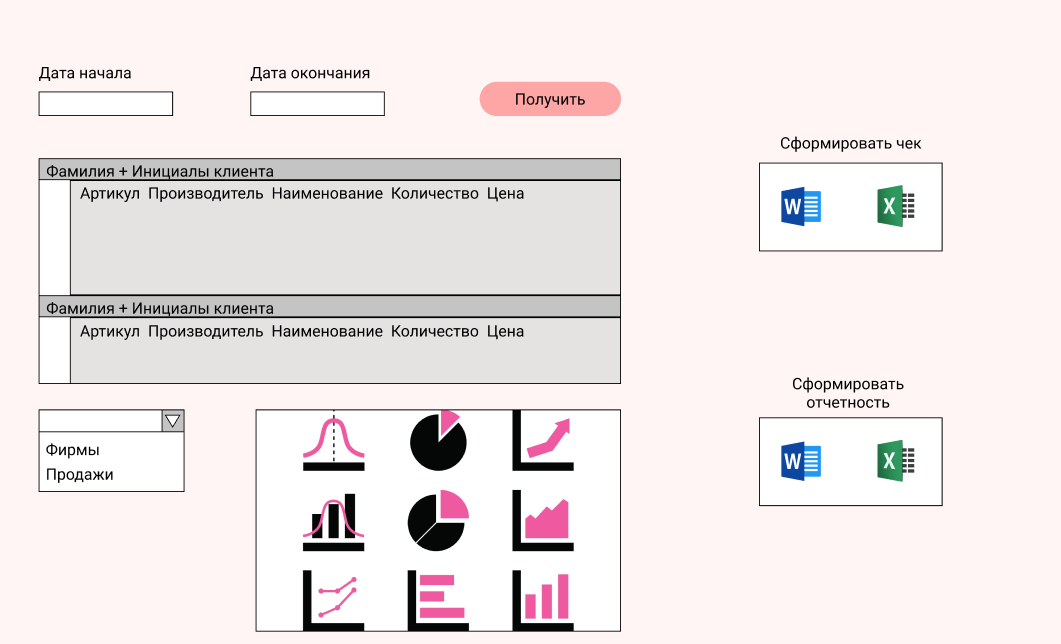 Дата начала
Дата окончания
Получить
Сформировать чек
Фамилия + Инициалы клиента
Артикул Производитель Наименование Количество Цена
W
X
Фамилия + Инициалы клиента
Артикул Производитель Наименование Количество Цена
Сформировать
отчетность
Фирмы
Продажи
W
X